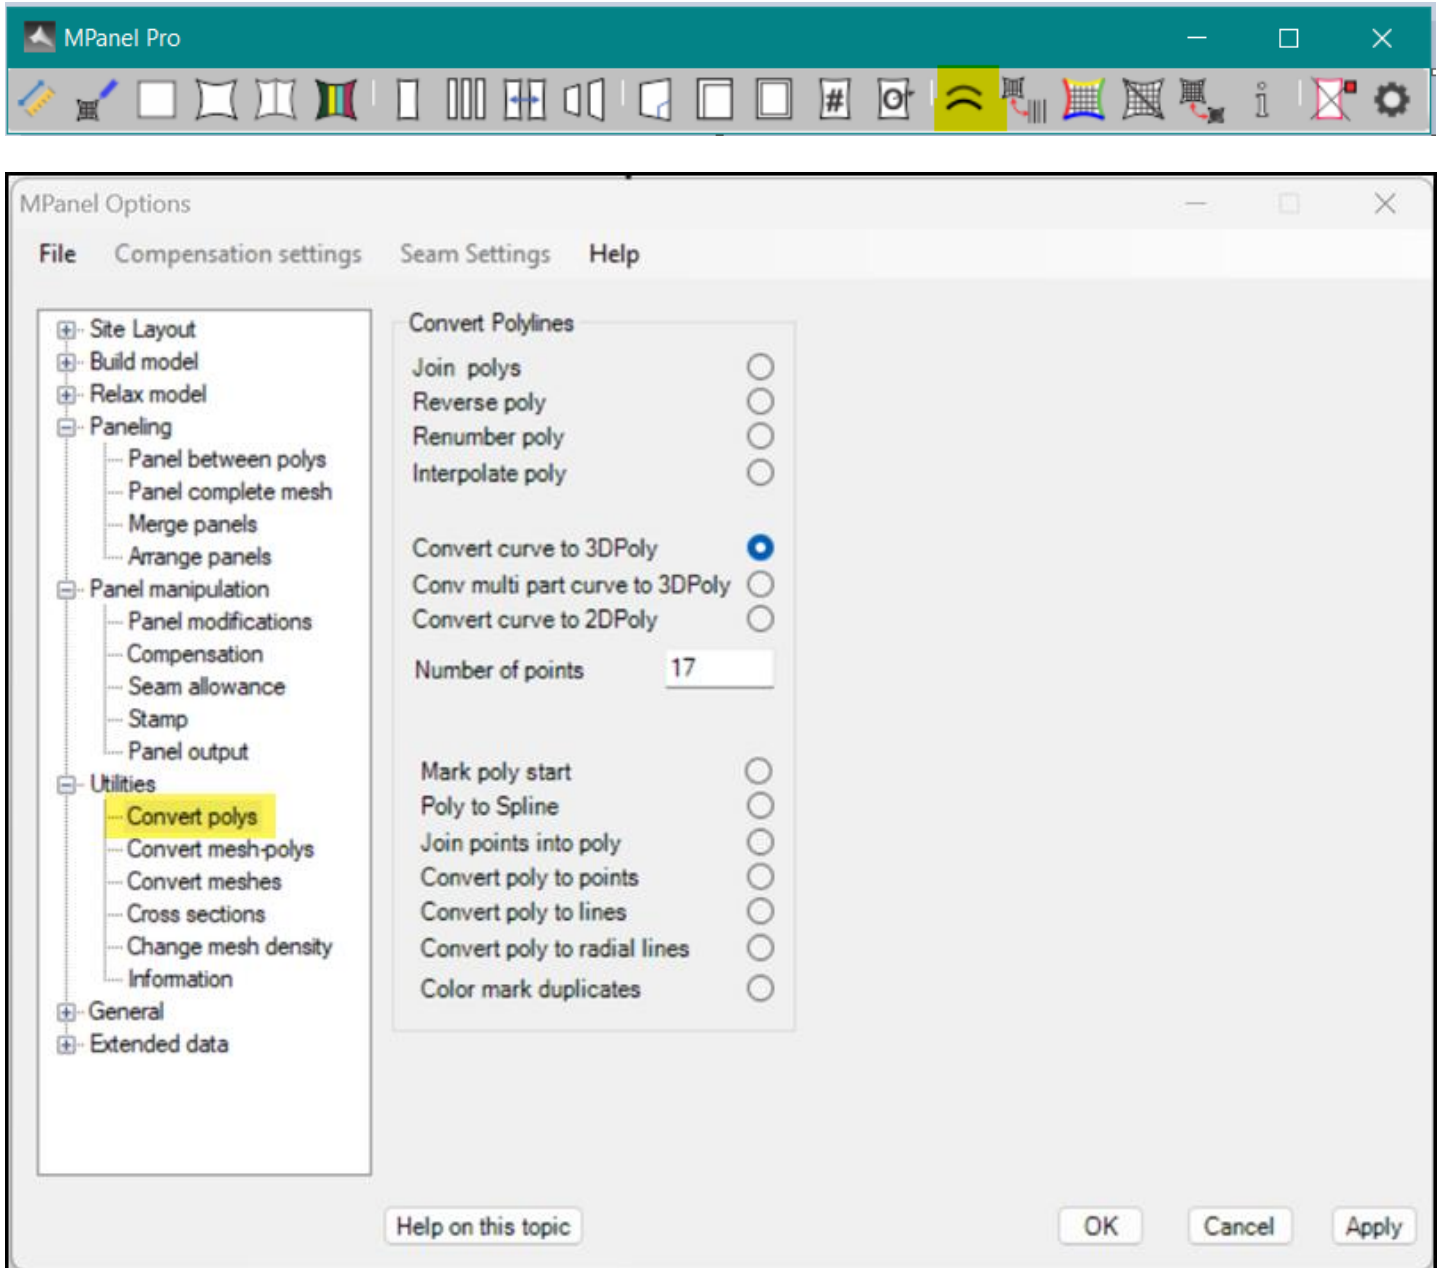 MPanel Pro
#
i
MPanel Options
File Compensation settings Seam Settings Help
Site Layout
Build model
Relax model
Paneling
Panel between polys
Panel complete mesh
Merge panels
Arrange panels
Panel manipulation
Panel modifications
Compensation
Seam allowance
Stamp
Panel output
Utilities
Convert polys
Convert mesh-polys
Convert meshes
Cross sections
Change mesh density
Information
General
Extended data
Convert Polylines
Join polys
Reverse poly
Renumber poly
Interpolate poly
Convert curve to 3DPoly
Conv multi part curve to 3DPoly
Convert curve to 2DPoly
Number of points 17
Mark poly start
Poly to Spline
Join points into poly
Convert poly to points
Convert poly to lines
Convert poly to radial lines
Color mark duplicates
Help on this topic OK Cancel Apply